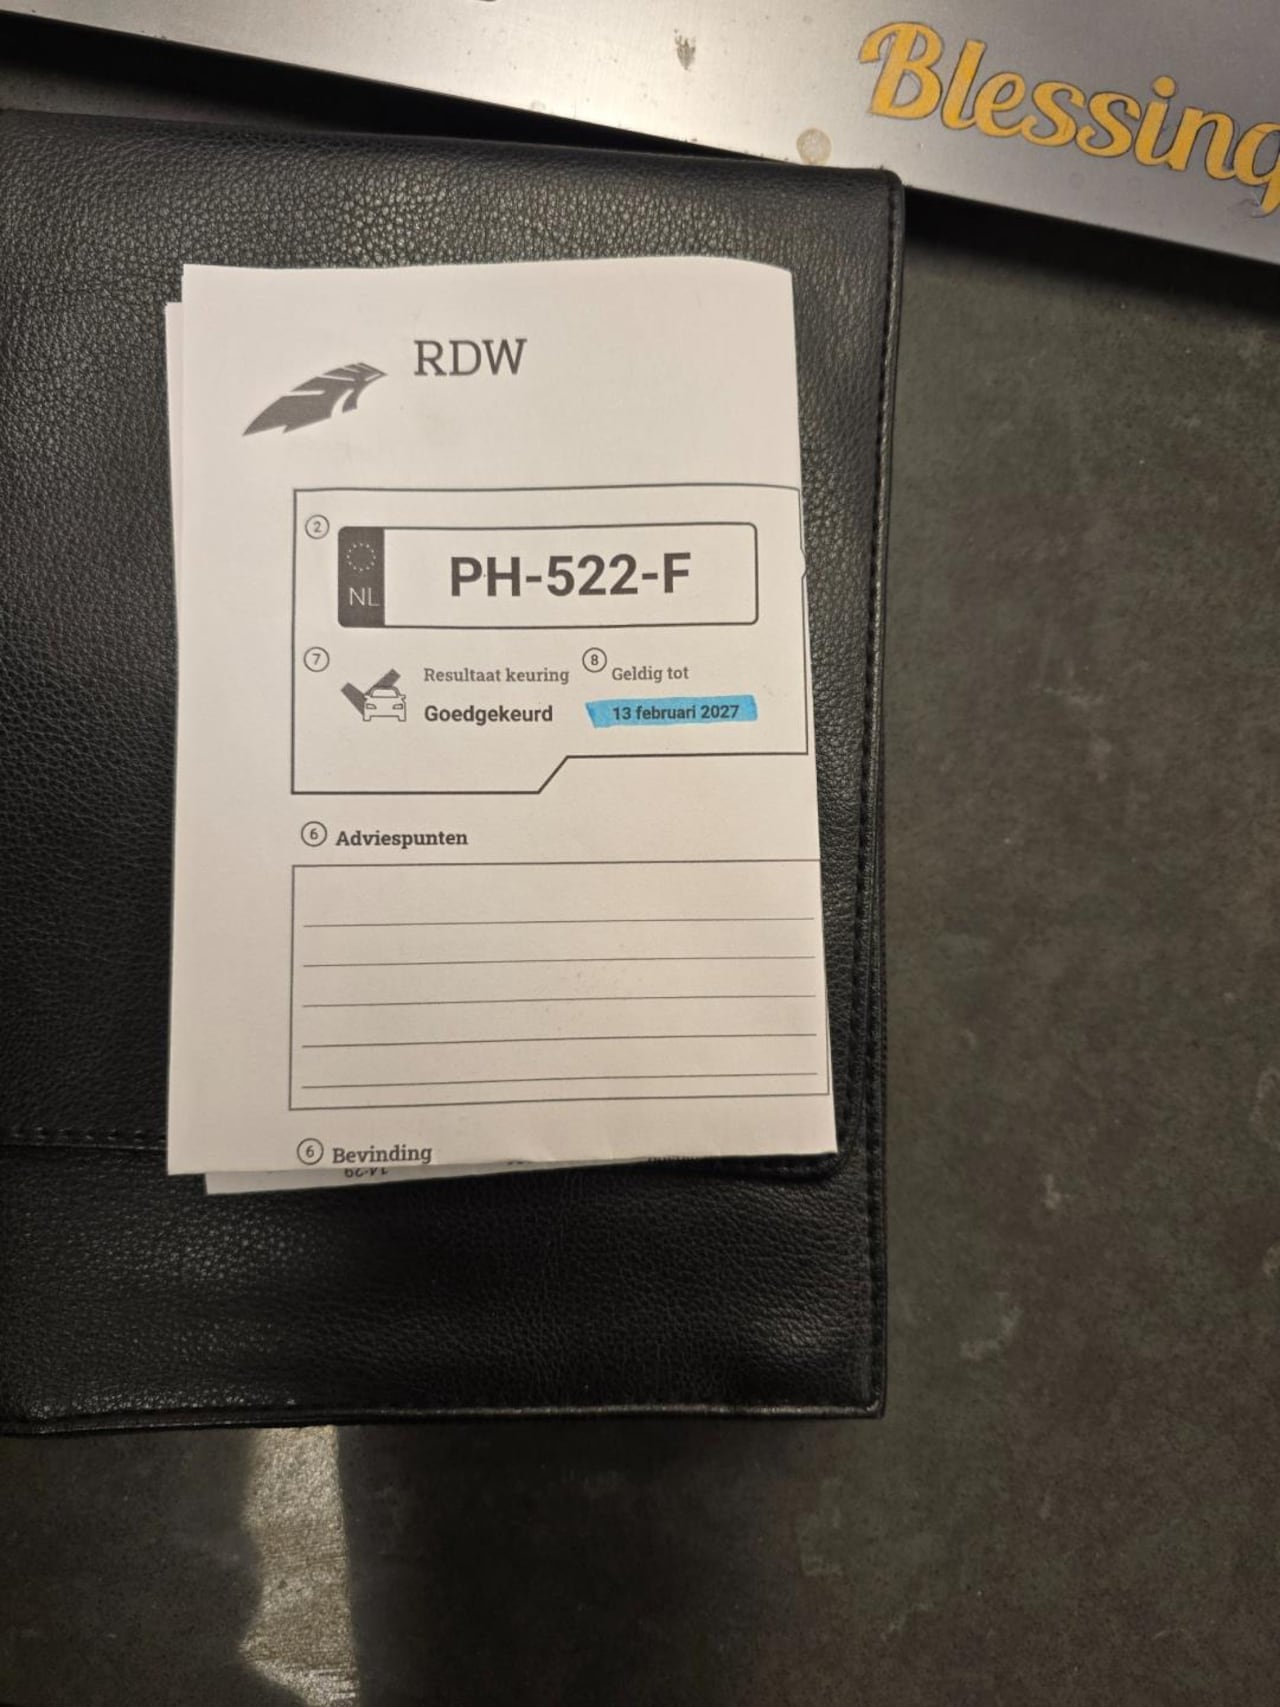 Blessing
RDW
2
NL
PH-522-F
7
Resultaat keuring
8
Geldig tot
Goedgekeurd
13 februari 2027
6 Adviespunten
6 Bevinding